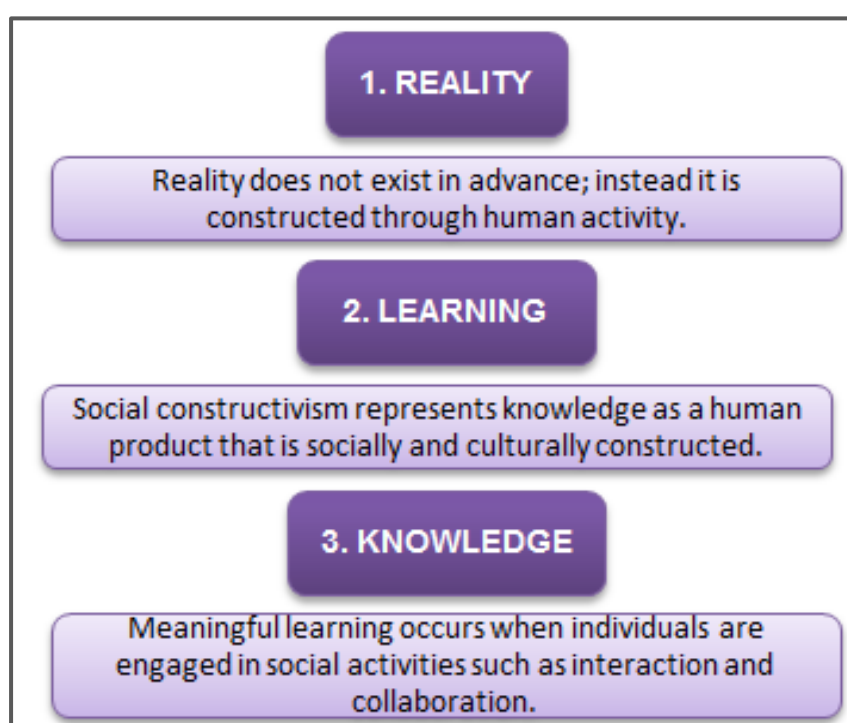 1. REALITY
Reality does not exist in advance; instead it is
constructed through human activity.
2. LEARNING
Social constructivism represents knowledge as a human
product that is socially and culturally constructed.
3. KNOWLEDGE
Meaningful learning occurs when individuals are
engaged in social activities such as interaction and
collaboration.